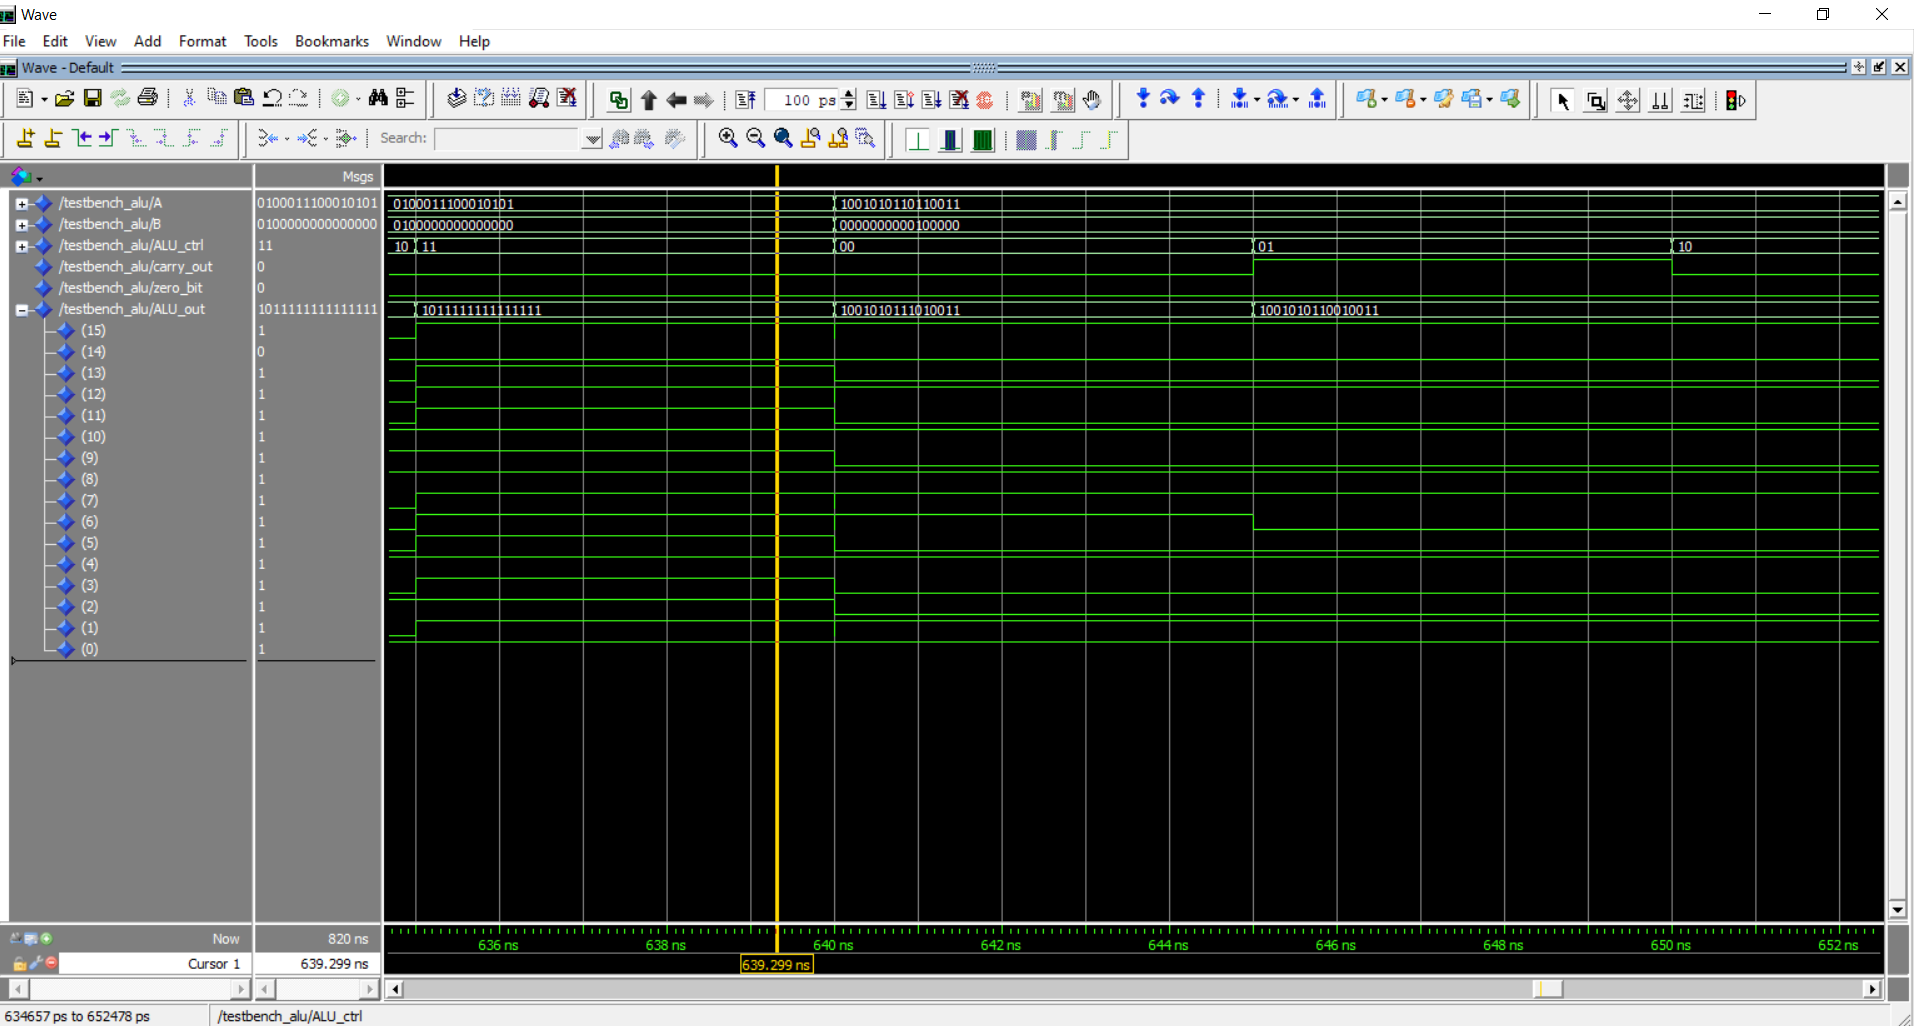 Wave
File Edit View Add Format Tools Bookmarks Window Help
Wave - Default
100 ps
Search:
Msgs
/testbench_alu/A 0100011100010101 0100011100010101 1001010110110011
/testbench_alu/B 0100000000000000 0100000000000000 0000000000100000
/testbench_alu/ALU_ctrl 11 10 11 00 01 10
/testbench_alu/carry_out 0
/testbench_alu/zero_bit 0
/testbench_alu/ALU_out 1011111111111111 1011111111111111 1001010111010011 1001010110010011
(15) 1
(14) 0
(13) 1
(12) 1
(11) 1
(10) 1
(9) 1
(8) 1
(7) 1
(6) 1
(5) 1
(4) 1
(3) 1
(2) 1
(1) 1
(0) 1
Now 820 ns 636 ns 638 ns 640 ns 642 ns 644 ns 646 ns 648 ns 650 ns 652 ns
Cursor 1 639.299 ns 639.299 ns
634657 ps to 652478 ps /testbench_alu/ALU_ctrl